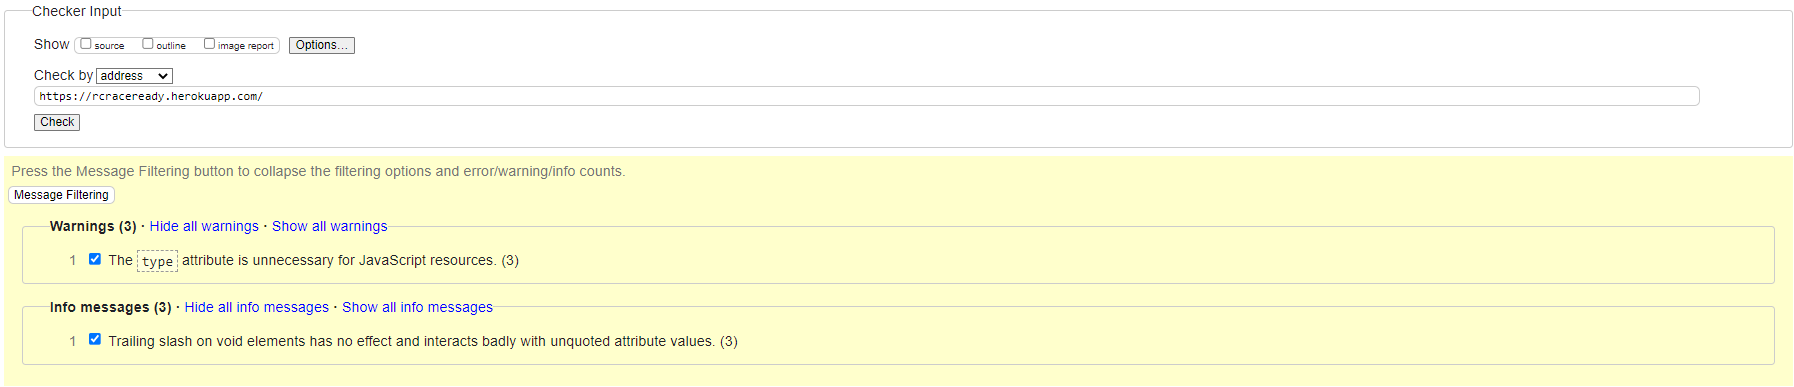 Checker Input
Show source outline image report Options...
Check by address
https://rcraceready.herokuapp.com/
Check
Press the Message Filtering button to collapse the filtering options and error/warning/info counts.
Message Filtering
Warnings (3) · Hide all warnings · Show all warnings
1 The type attribute is unnecessary for JavaScript resources. (3)
Info messages (3) · Hide all info messages · Show all info messages
1 Trailing slash on void elements has no effect and interacts badly with unquoted attribute values. (3)